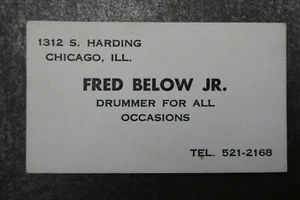 1312 S. HARDING
CHICAGO, ILL.
FRED BELOW JR.
DRUMMER FOR ALL
OCCASIONS
TEL. 521-2168